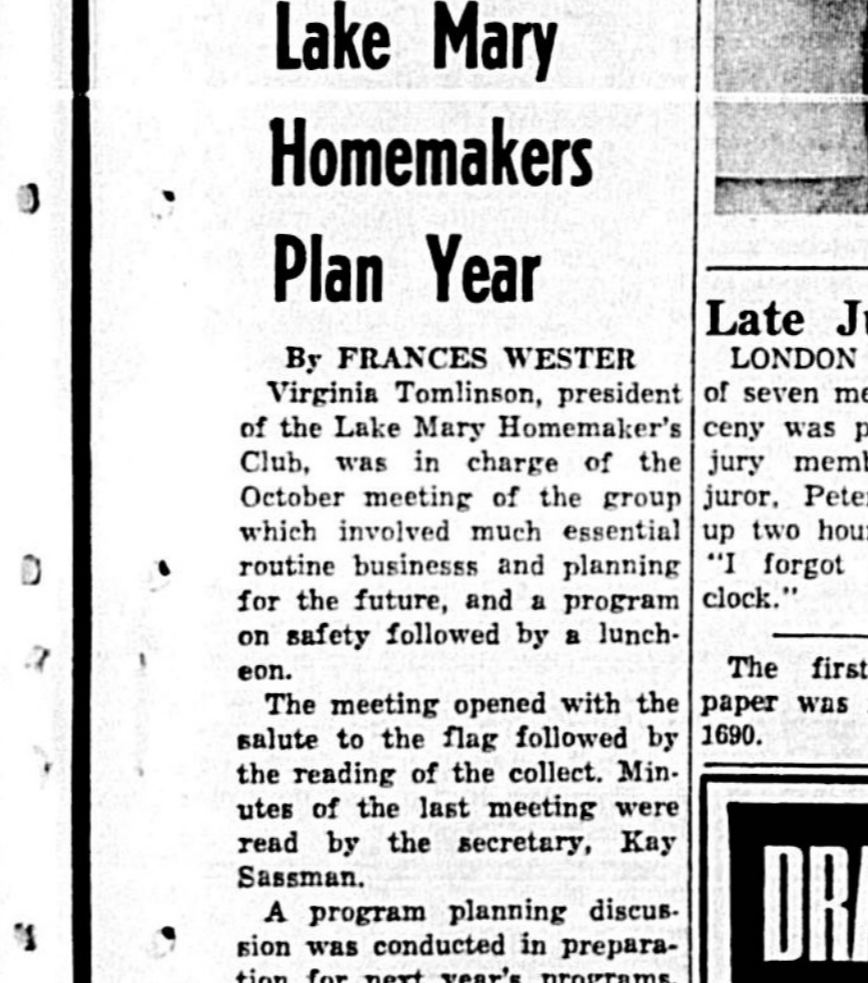 Lake Mary
Homemakers
Plan Year
By FRANCES WESTER
Virginia Tomlinson, president
of the Lake Mary Homemaker's
Club, was in charge of the
October meeting of the group
which involved much essential
routine businesss and planning
for the future, and a program
on safety followed by a lunch-
eon.
The meeting opened with the
salute to the flag followed by
the reading of the collect. Min-
utes of the last meeting were
read by the secretary, Kay
Sassman.
A program planning discus-
sion was conducted in prepara-
tion for next year's programs.
Late
LONDON
of seven
ceny was
jury
juror,
up two
"I forgot
clock."
The first
paper was
1690.